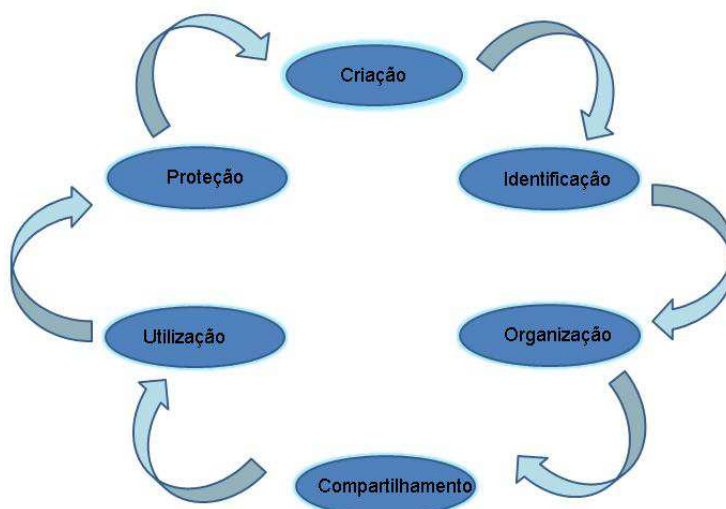 Criação
Identificação
Organização
Compartilhamento
Utilização
Proteção